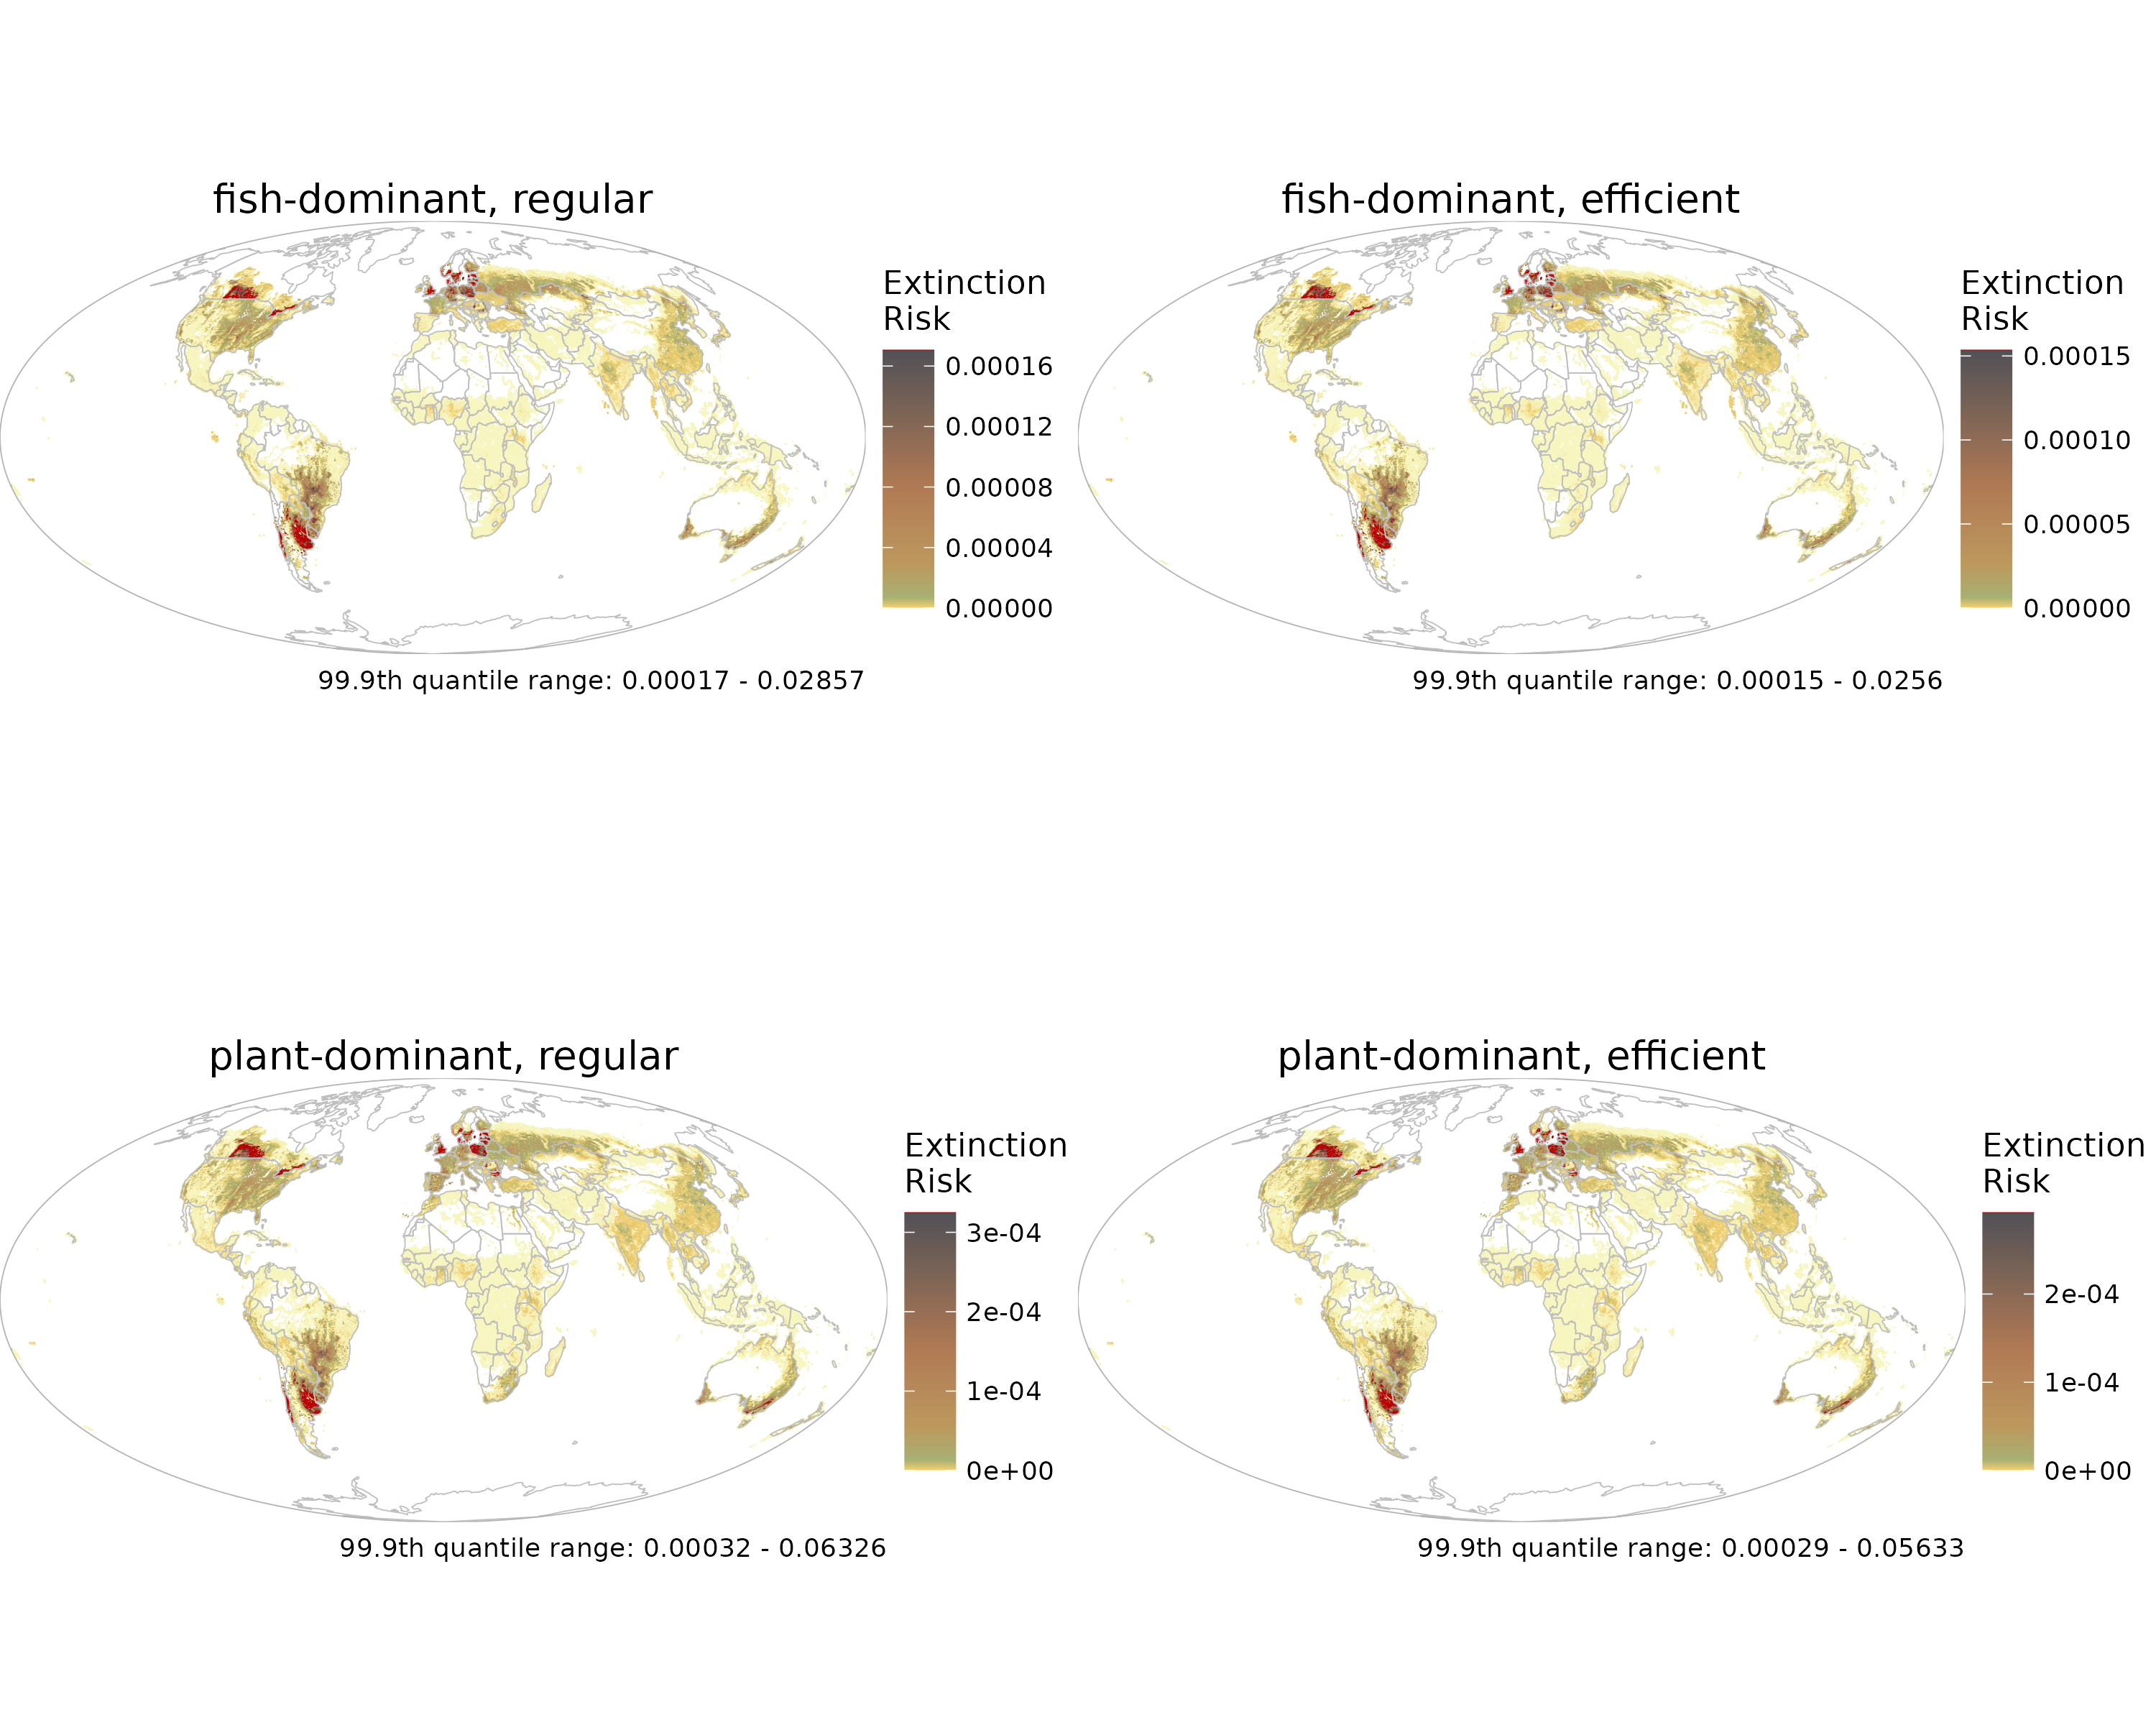 fish-dominant, regular
Extinction
Risk
0.00016
0.00012
0.00008
0.00004
0.00000
99.9th quantile range: 0.00017 - 0.02857
fish-dominant, efficient
Extinction
Risk
0.00015
0.00010
0.00005
0.00000
99.9th quantile range: 0.00015 - 0.0256
plant-dominant, regular
Extinction
Risk
3e-04
2e-04
1e-04
0e+00
99.9th quantile range: 0.00032 - 0.06326
plant-dominant, efficient
Extinction
Risk
2e-04
1e-04
0e+00
99.9th quantile range: 0.00029 - 0.05633